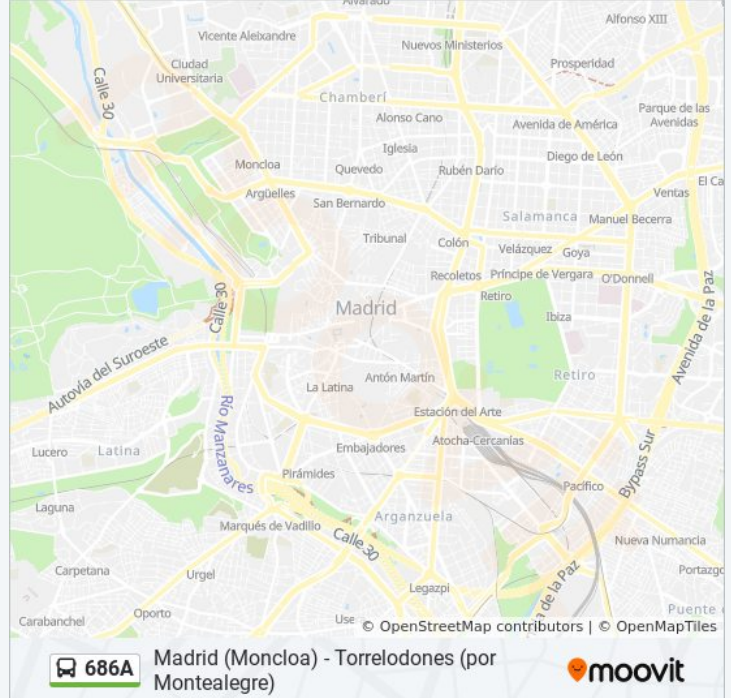 Alvarado
Alfonso XIII
Vicente Aleixandre
Nuevos Ministerios
Ciudad
Universitaria
Prosperidad
Calle 30
Chamberí
Parque de las
Avenidas
Alonso Cano
Avenida de América
Iglesia
Diego de León
Moncloa
Quevedo
Rubén Darío
El Ca
Argüelles
Ventas
San Bernardo
Salamanca
Manuel Becerra
Tribunal
Colón
Velázquez
Goya
Recoletos
Príncipe de Vergara
O'Donnell
Retiro
Calle 30
Madrid
Ibiza
Avenida de la Paz
Autovía del Suroeste
Antón Martín
Retiro
La Latina
Estación del Arte
Río Manzanares
Embajadores
Atocha-Cercanías
Lucero
Latina
Bypass Sur
Pirámides
Pacífico
Laguna
Arganzuela
Marqués de Vadillo
Calle 30
Nueva Numancia
Carpetana
Urgel
Legazpi
a de la Paz
Portazgo
Puente
Carabanchel
Oporto
Use
© OpenStreetMap contributors | © OpenMapTiles
686A
Madrid (Moncloa) - Torrelodones (por
Montealegre)
moovit